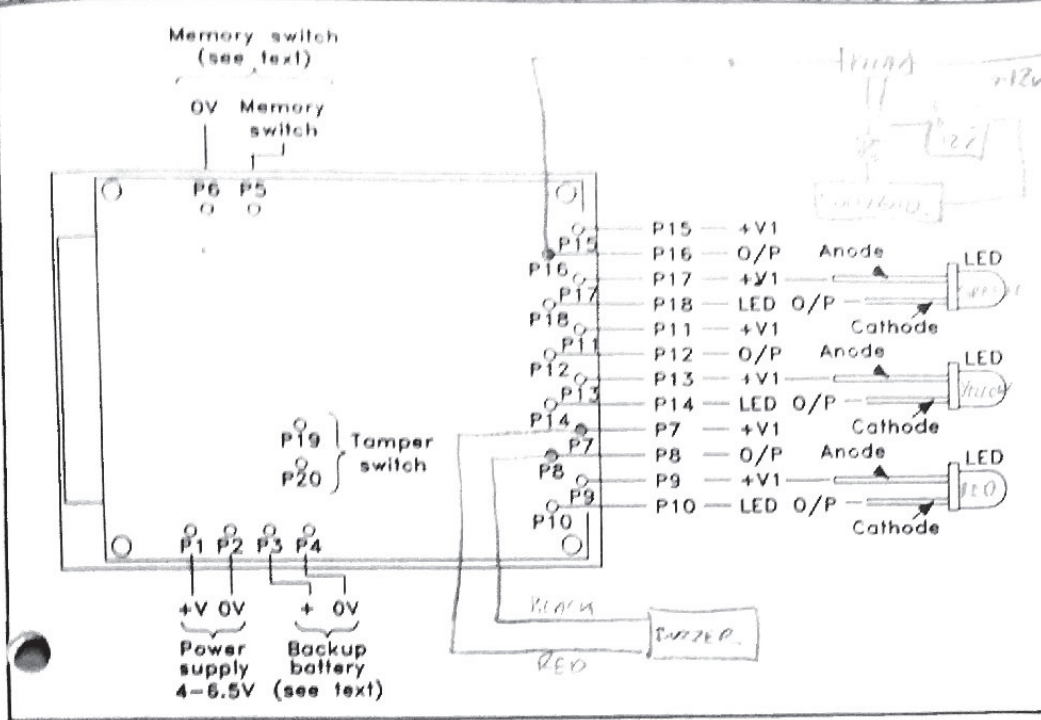 Memory switch
(see text)
0V Memory
switch
P6 P5
P15
P16
P17
P18
P11
P12
P13
P14
P7
P8
P9
P10
P15 — +V1
P16 — O/P
P17 — +V1
P18 — LED O/P
P11 — +V1
P12 — O/P
P13 — +V1
P14 — LED O/P
P7 — +V1
P8 — O/P
P9 — +V1
P10 — LED O/P
Anode
LED
Cathode
Anode
LED
YELLOW
Cathode
Anode
LED
RED
Cathode
P19
P20
Tamper
switch
P1 P2 P3 P4
+V 0V + 0V
Power
supply
4-6.5V
Backup
battery
(see text)
BLACK
BUZZER.
RED
+12V